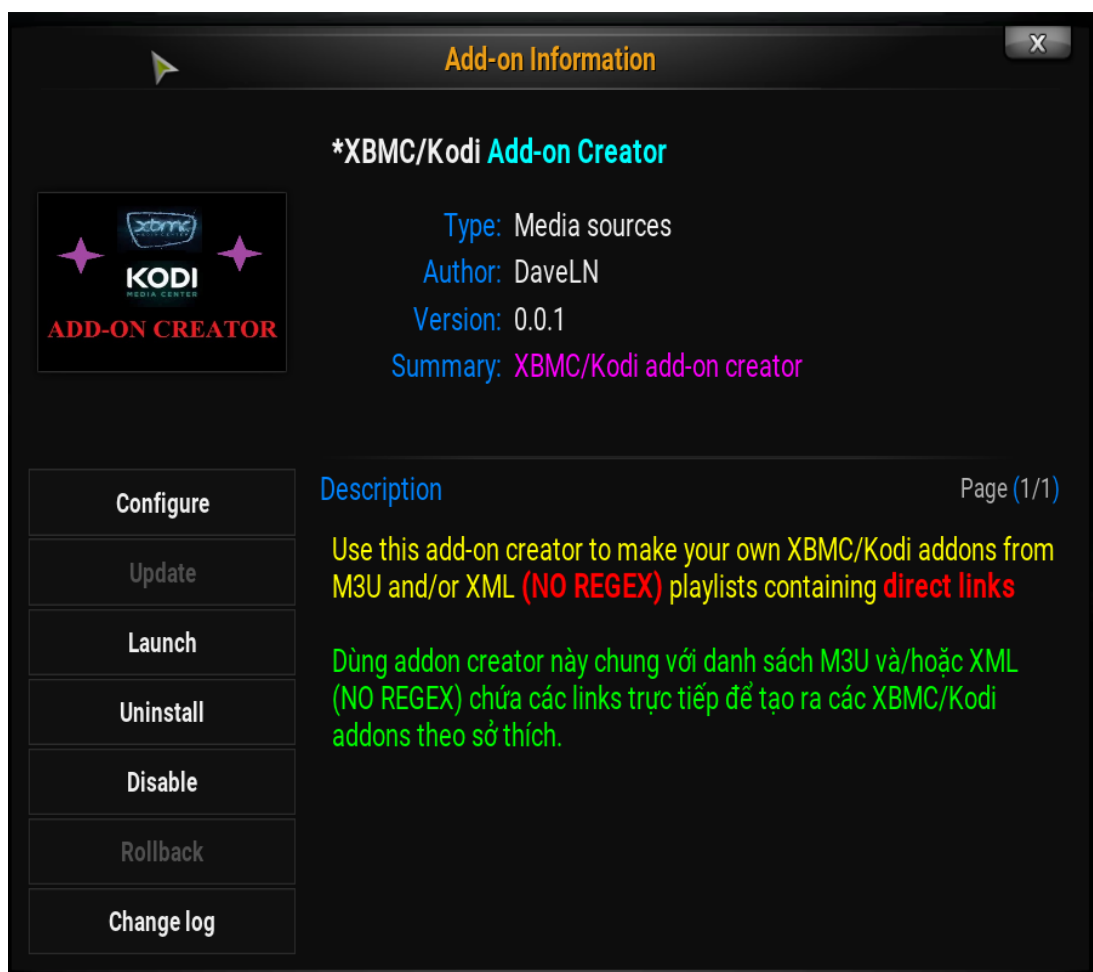 Add-on Information
X
*XBMC/Kodi Add-on Creator
xbmc
KODI
MEDIA CENTER
ADD-ON CREATOR
Type: Media sources
Author: DaveLN
Version: 0.0.1
Summary: XBMC/Kodi add-on creator
Configure
Update
Launch
Uninstall
Disable
Rollback
Change log
Description
Page (1/1)
Use this add-on creator to make your own XBMC/Kodi addons from
M3U and/or XML (NO REGEX) playlists containing direct links
Dùng addon creator này chung với danh sách M3U và/hoặc XML
(NO REGEX) chứa các links trực tiếp để tạo ra các XBMC/Kodi
addons theo sở thích.